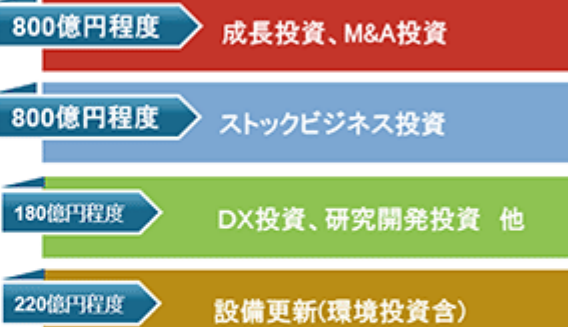 800億円程度 成長投資、M&A投資
800億円程度 ストックビジネス投資
180億円程度 DX投資、研究開発投資 他
220億円程度 設備更新(環境投資含)